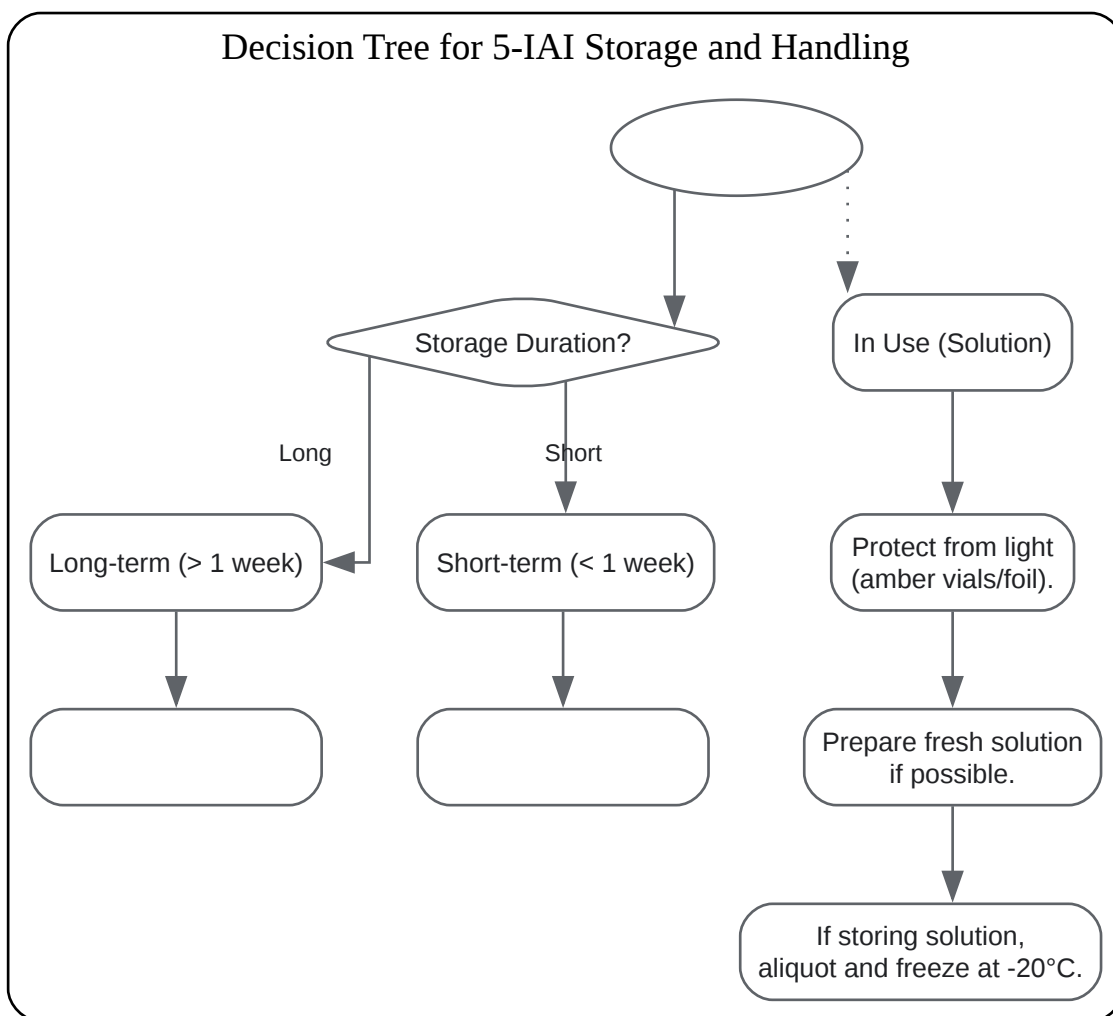 Decision Tree for 5-IAI Storage and Handling
Storage Duration?
In Use (Solution)
Long
Short
Long-term (> 1 week)
Short-term (< 1 week)
Protect from light
(amber vials/foil).
Prepare fresh solution
if possible.
If storing solution,
aliquot and freeze at -20°C.